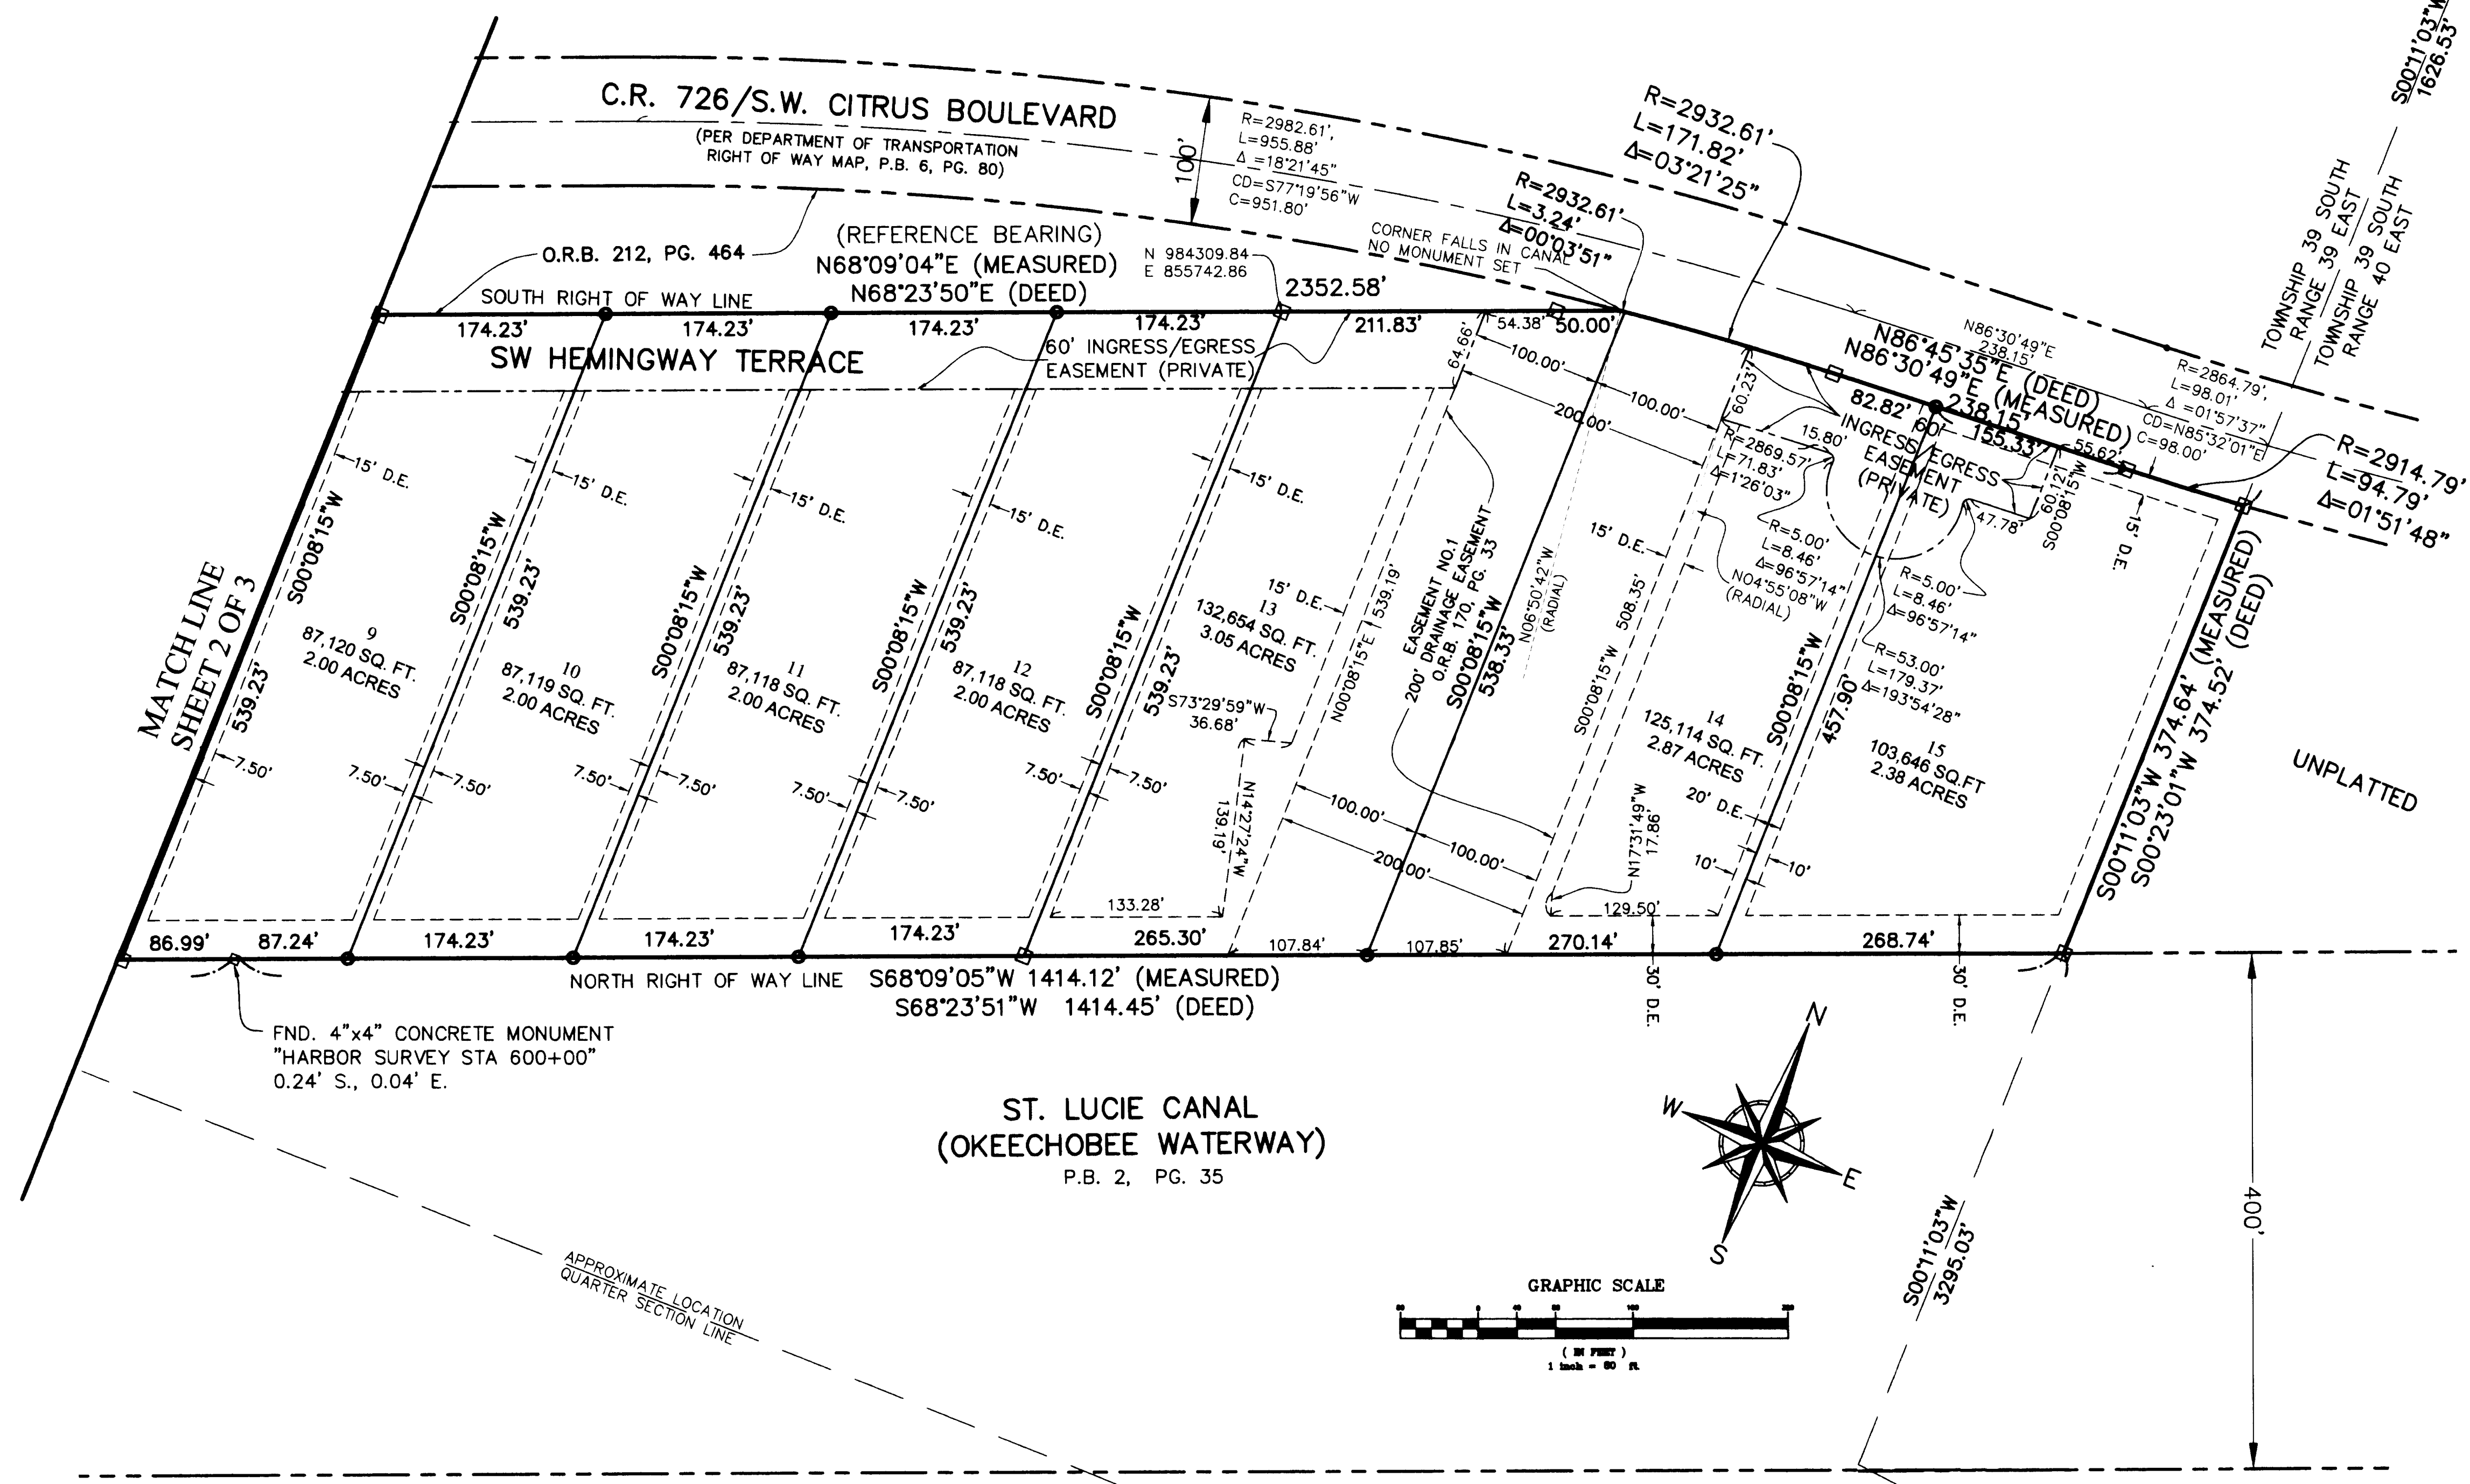 S00°11'03"W
1626.53'
C.R. 726/S.W. CITRUS BOULEVARD
(PER DEPARTMENT OF TRANSPORTATION
RIGHT OF WAY MAP, P.B. 6, PG. 80)
100'
R=2982.61',
L=955.88'
Δ =18°21'45"
CD=S77°19'56"W
C=951.80'
R=2932.61'
L=171.82'
Δ=03°21'25"
R=2932.61'
L=3.24'
Δ=00°03'51"
CORNER FALLS IN CANAL
NO MONUMENT SET
TOWNSHIP 39 SOUTH
RANGE 39 EAST
TOWNSHIP 39 SOUTH
RANGE 40 EAST
O.R.B. 212, PG. 464
(REFERENCE BEARING)
N68°09'04"E (MEASURED)
N68°23'50"E (DEED)
N 984309.84
E 855742.86
2352.58'
SOUTH RIGHT OF WAY LINE
174.23'
174.23'
174.23'
174.23'
211.83'
54.38'
50.00'
SW HEMINGWAY TERRACE
60' INGRESS/EGRESS
EASEMENT (PRIVATE)
64.66'
100.00'
100.00'
200.00'
60.23'
N86°30'49"E
238.15'
N86°45'35"E (DEED)
N86°30'49"E (MEASURED)
238.15'
82.82'
60'
155.33'
55.62'
R=2864.79'
L=98.01'
Δ =01°57'37"
CD=N85°32'01"E
C=98.00'
R=2914.79'
L=94.79'
Δ=01°51'48"
INGRESS/EGRESS
EASEMENT
(PRIVATE)
15.80'
R=2869.57'
L=71.83'
Δ=1°26'03"
R=5.00'
L=8.46'
Δ=96°57'14"
N04°55'08"W
(RADIAL)
47.78'
60.12'
S00°08'15"W
15' D.E.
R=5.00'
L=8.46'
Δ=96°57'14"
R=53.00'
L=179.37'
Δ=193°54'28"
MATCH LINE
SHEET 2 OF 3
S00°08'15"W
539.23'
15' D.E.
9
87,120 SQ. FT.
2.00 ACRES
7.50'
7.50'
S00°08'15"W
539.23'
15' D.E.
10
87,119 SQ. FT.
2.00 ACRES
7.50'
7.50'
S00°08'15"W
539.23'
15' D.E.
11
87,118 SQ. FT.
2.00 ACRES
7.50'
7.50'
S00°08'15"W
539.23'
15' D.E.
12
87,118 SQ. FT.
2.00 ACRES
7.50'
7.50'
S00°08'15"W
539.23'
15' D.E.
15' D.E.
13
132,654 SQ. FT.
3.05 ACRES
S73°29'59"W
36.68'
N14°27'24"W
139.19'
133.28'
N00°08'15"E
539.19'
EASEMENT NO.1
200' DRAINAGE EASEMENT
O.R.B. 170, PG. 33
S00°08'15"W
538.33'
N06°50'42"W
(RADIAL)
15' D.E.
S00°08'15"W
508.35'
100.00'
100.00'
200.00'
14
125,114 SQ. FT.
2.87 ACRES
20' D.E.
N17°31'49"W
17.86'
129.50'
10'
10'
S00°08'15"W
457.90'
15
103,646 SQ.FT
2.38 ACRES
S00°11'03"W 374.64' (MEASURED)
S00°23'01"W 374.52' (DEED)
UNPLATTED
86.99'
87.24'
174.23'
174.23'
174.23'
265.30'
107.84'
107.85'
270.14'
268.74'
30' D.E.
30' D.E.
NORTH RIGHT OF WAY LINE
S68°09'05"W 1414.12' (MEASURED)
S68°23'51"W 1414.45' (DEED)
FND. 4"x4" CONCRETE MONUMENT
"HARBOR SURVEY STA 600+00"
0.24' S., 0.04' E.
ST. LUCIE CANAL
(OKEECHOBEE WATERWAY)
P.B. 2, PG. 35
N
W
E
S
APPROXIMATE LOCATION
QUARTER SECTION LINE
S00°11'03"W
3295.03'
400'
GRAPHIC SCALE
( IN FEET )
1 inch = 80 ft.